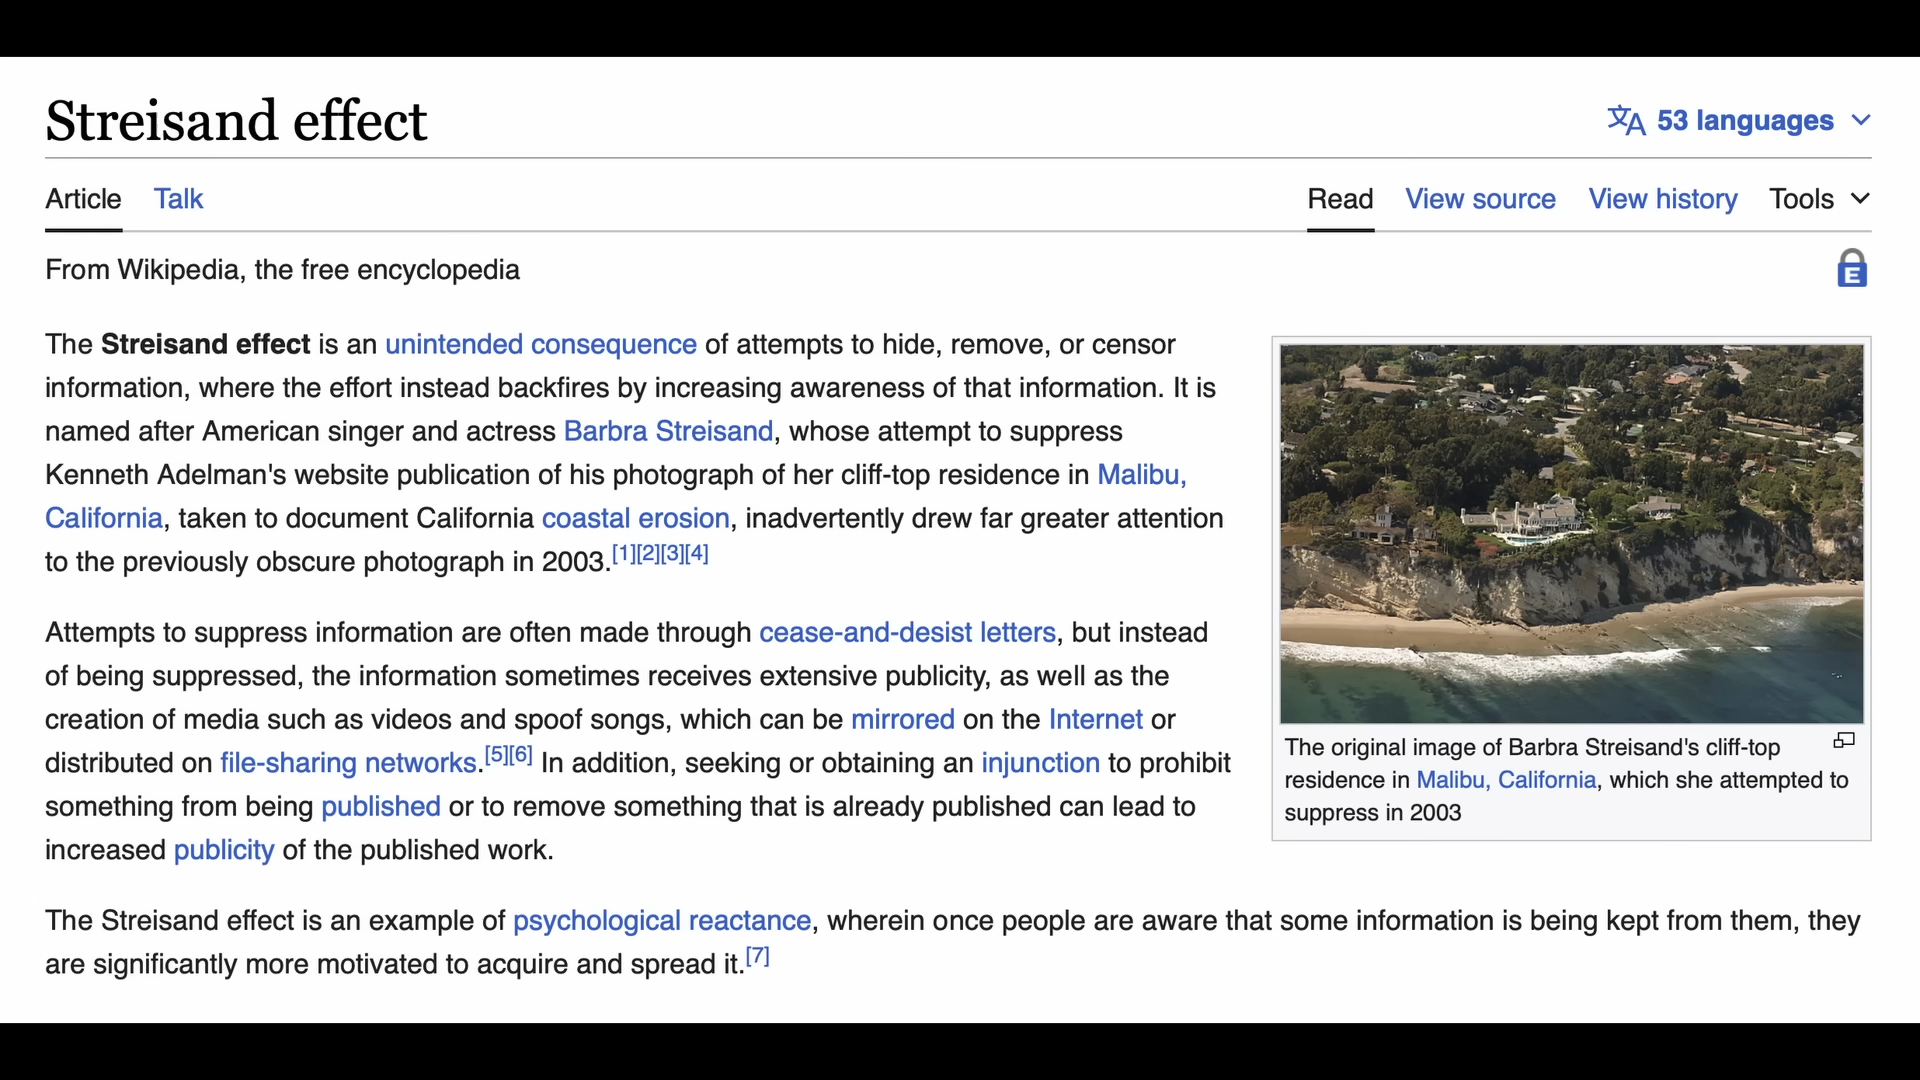 Streisand effect
53 languages
Article Talk
Read View source View history Tools
From Wikipedia, the free encyclopedia
E
The Streisand effect is an unintended consequence of attempts to hide, remove, or censor
information, where the effort instead backfires by increasing awareness of that information. It is
named after American singer and actress Barbra Streisand, whose attempt to suppress
Kenneth Adelman's website publication of his photograph of her cliff-top residence in Malibu,
California, taken to document California coastal erosion, inadvertently drew far greater attention
to the previously obscure photograph in 2003.[1][2][3][4]
Attempts to suppress information are often made through cease-and-desist letters, but instead
of being suppressed, the information sometimes receives extensive publicity, as well as the
creation of media such as videos and spoof songs, which can be mirrored on the Internet or
distributed on file-sharing networks.[5][6] In addition, seeking or obtaining an injunction to prohibit
something from being published or to remove something that is already published can lead to
increased publicity of the published work.
The original image of Barbra Streisand's cliff-top
residence in Malibu, California, which she attempted to
suppress in 2003
The Streisand effect is an example of psychological reactance, wherein once people are aware that some information is being kept from them, they
are significantly more motivated to acquire and spread it.[7]